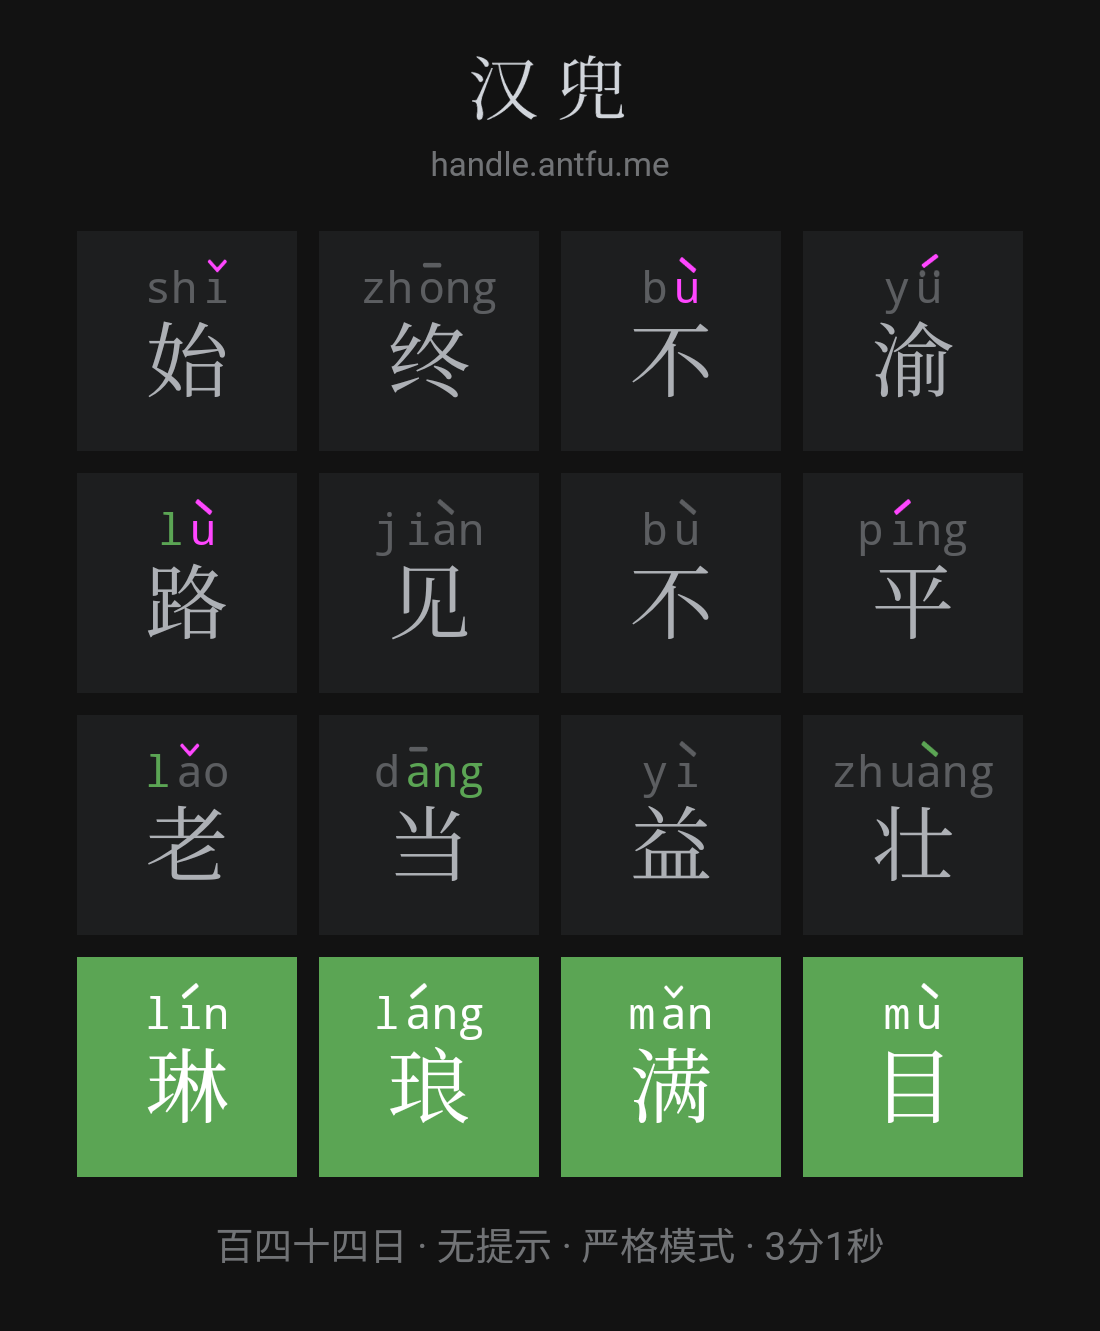 汉兜
handle.antfu.me
shǐ zhōng bù yǘ
始 终 不 渝
lù jiàn bù píng
路 见 不 平
lǎo dāng yì zhuàng
老 当 益 壮
lín láng mǎn mù
琳 琅 满 目
百四十四日 · 无提示 · 严格模式 · 3分1秒